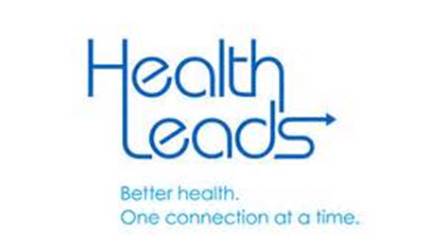 Health
Leads
Better health.
One connection at a time.